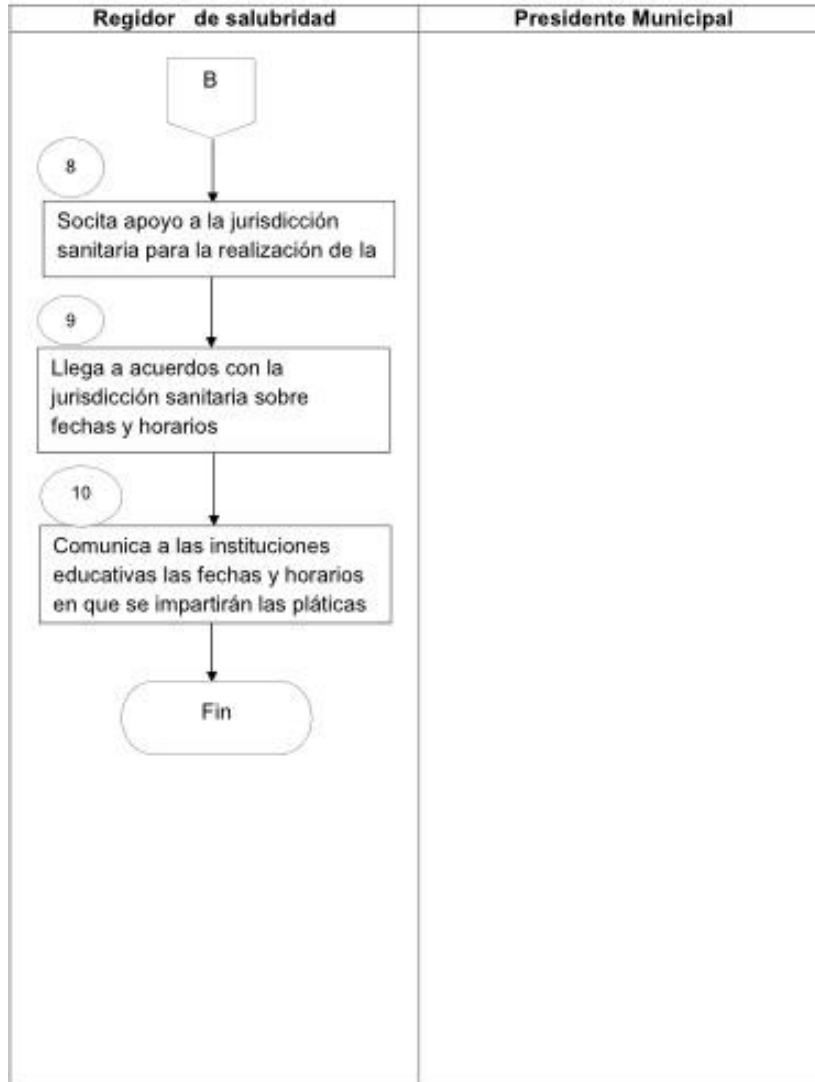 Regidor de salubridad
Presidente Municipal
B
8
Socita apoyo a la jurisdicción
sanitaria para la realización de la
9
Llega a acuerdos con la
jurisdicción sanitaria sobre
fechas y horarios
10
Comunica a las instituciones
educativas las fechas y horarios
en que se impartirán las pláticas
Fin